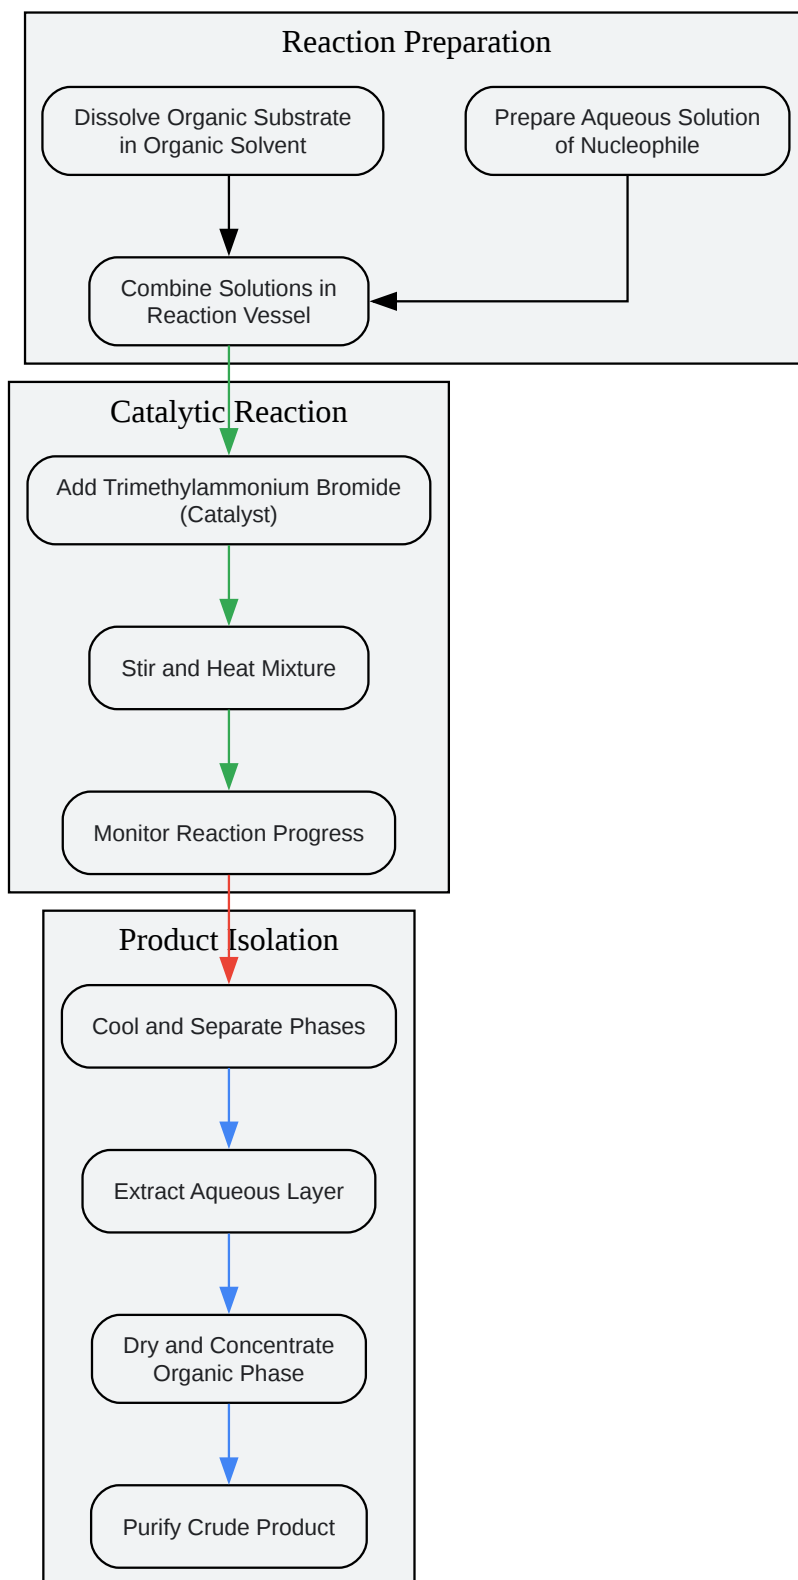 Reaction Preparation
Dissolve Organic Substrate
in Organic Solvent
Prepare Aqueous Solution
of Nucleophile
Combine Solutions in
Reaction Vessel
Catalytic Reaction
Add Trimethylammonium Bromide
(Catalyst)
Stir and Heat Mixture
Monitor Reaction Progress
Product Isolation
Cool and Separate Phases
Extract Aqueous Layer
Dry and Concentrate
Organic Phase
Purify Crude Product